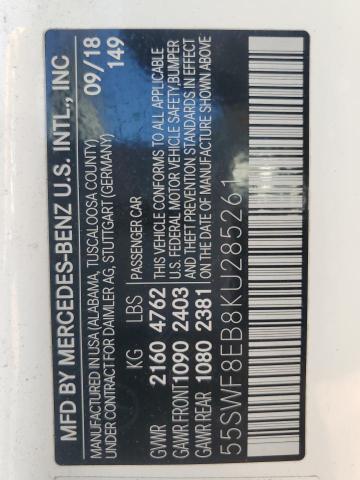 MFD BY MERCEDES-BENZ U.S. INTL., INC
MANUFACTURED IN USA (ALABAMA, TUSCALOOSA COUNTY) 09/18
UNDER CONTRACT FOR DAIMLER AG, STUTTGART (GERMANY) 149
KG LBS PASSENGER CAR
GVWR 2160 4762
GAWR FRONT 1090 2403
GAWR REAR 1080 2381
THIS VEHICLE CONFORMS TO ALL APPLICABLE
U.S. FEDERAL MOTOR VEHICLE SAFETY, BUMPER
AND THEFT PREVENTION STANDARDS IN EFFECT
ON THE DATE OF MANUFACTURE SHOWN ABOVE
55SWF8EB8KU285261